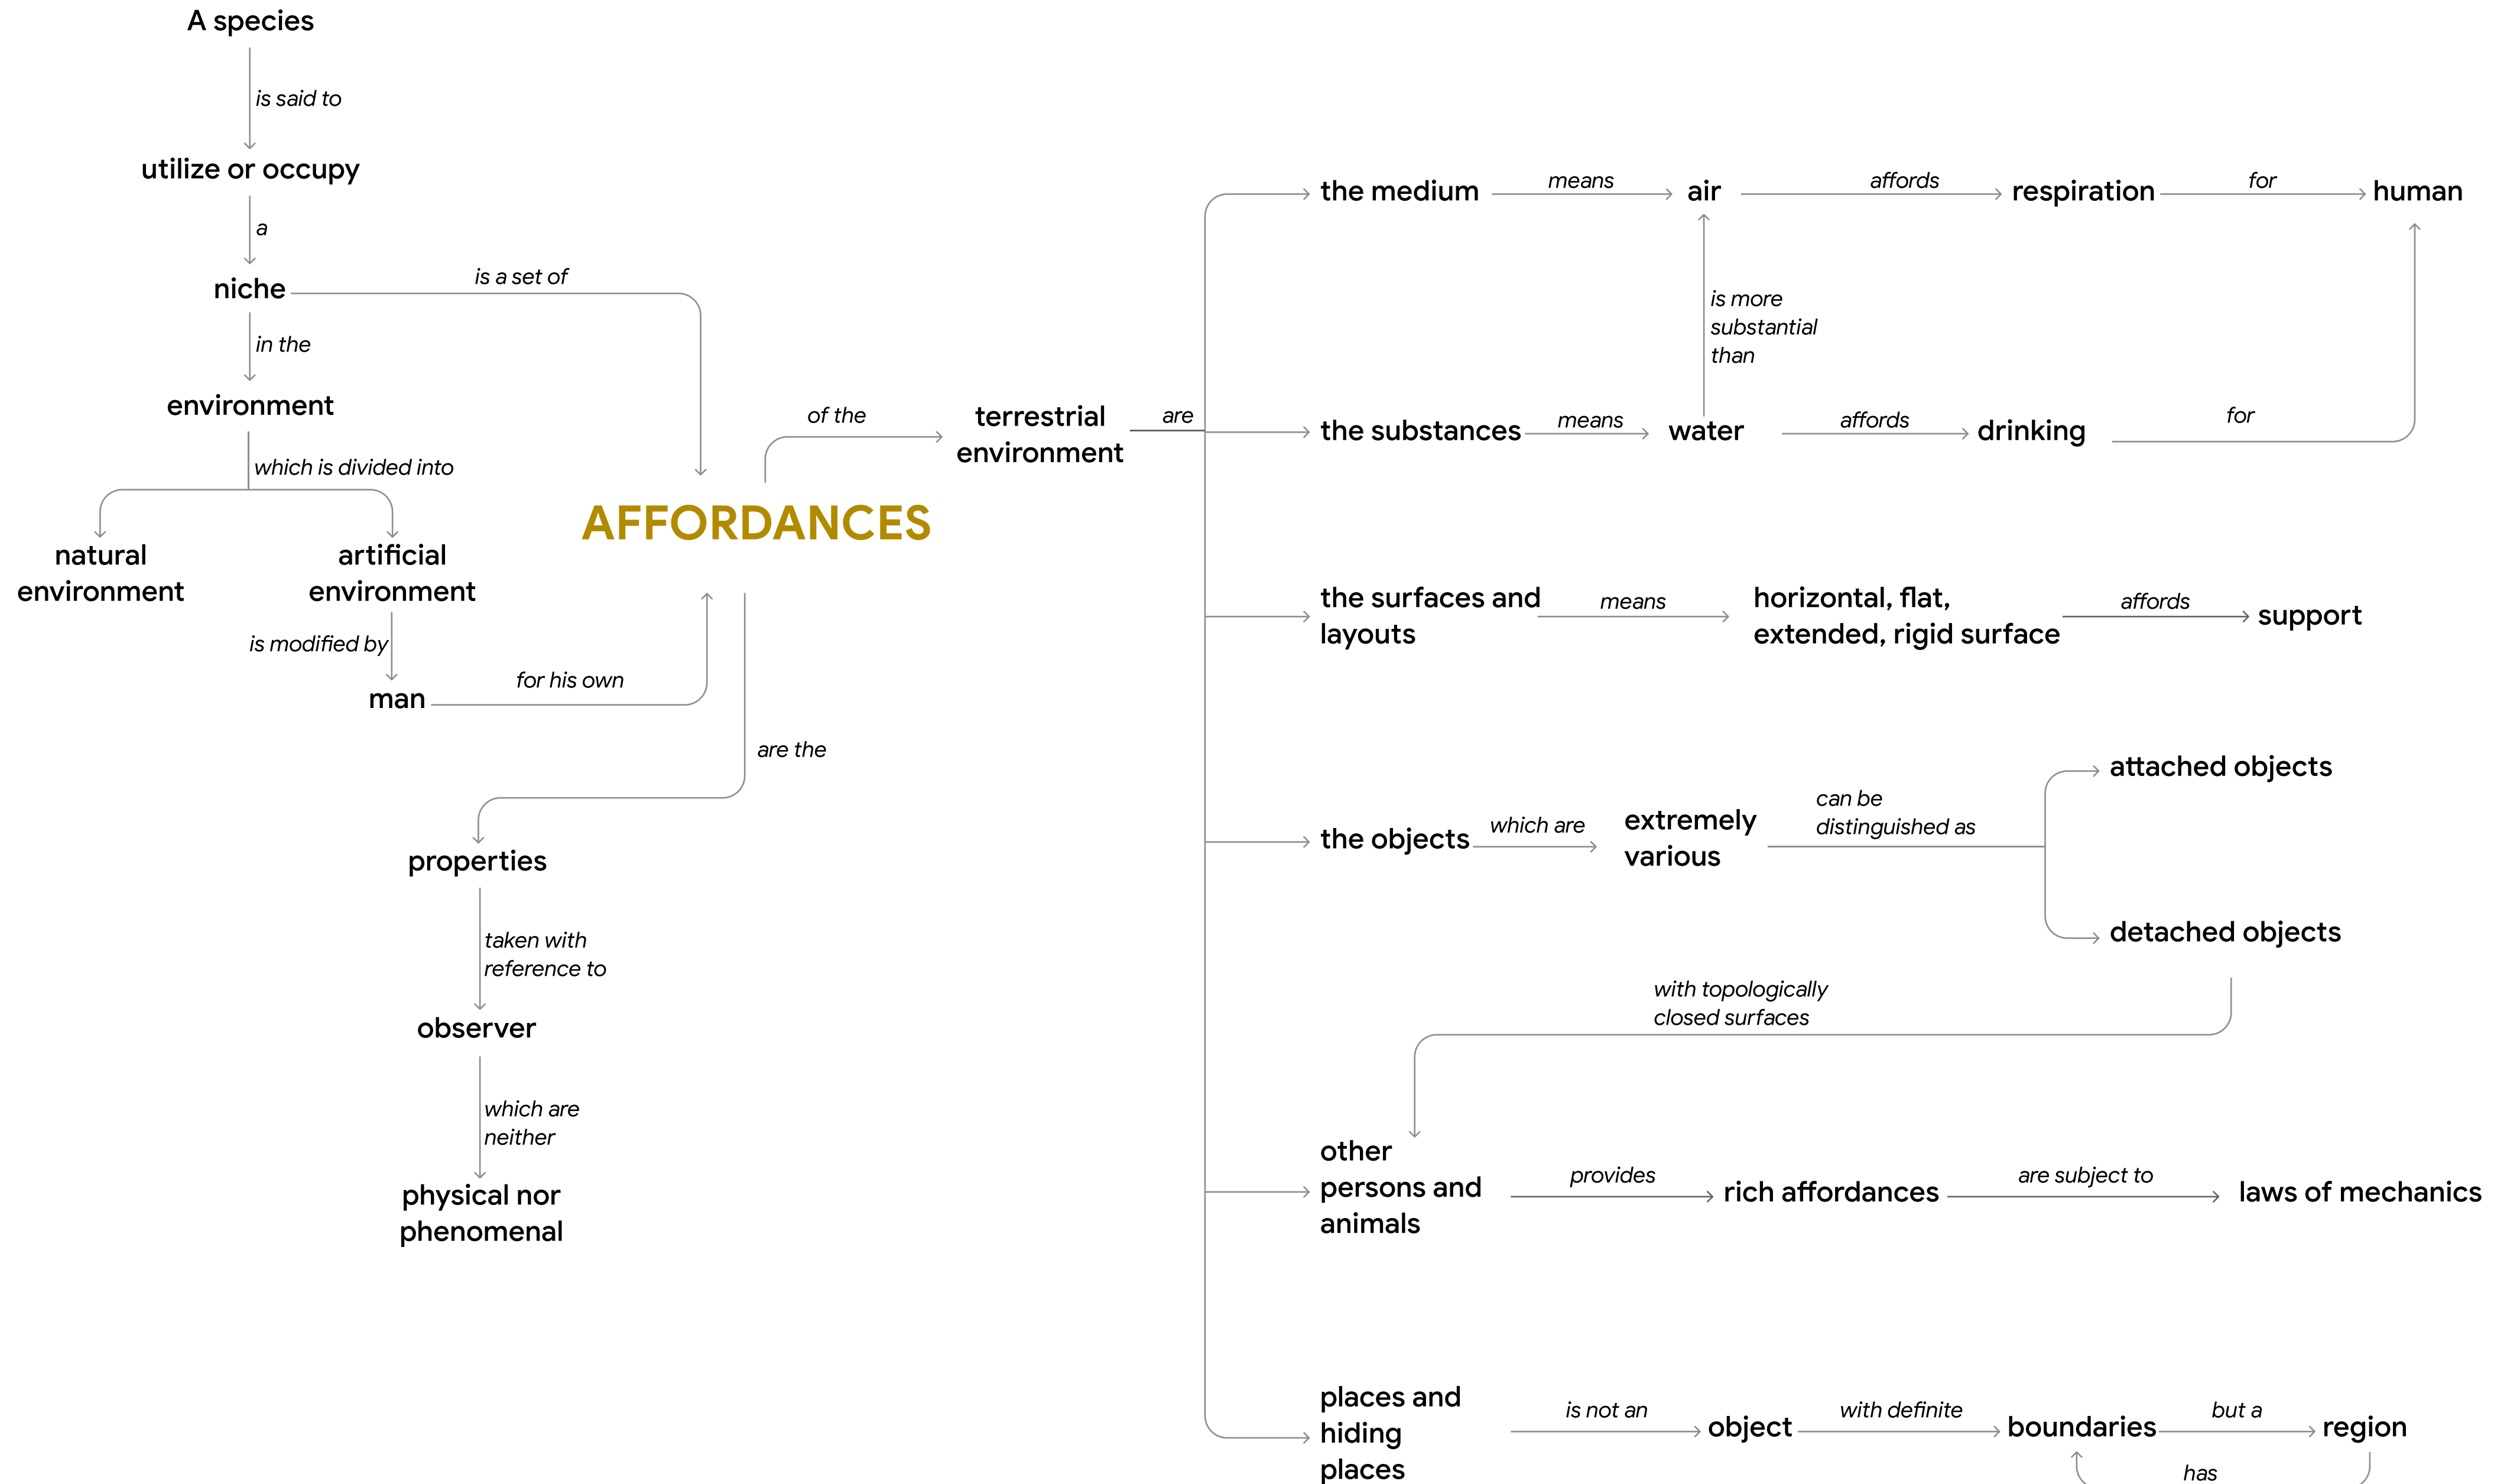 A species
is said to
utilize or occupy
a
niche
is a set of
in the
environment
which is divided into
natural
environment
artificial
environment
is modified by
man
for his own
AFFORDANCES
are the
properties
taken with
reference to
observer
which are
neither
physical nor
phenomenal
of the
terrestrial
environment
are
the medium
means
air
affords
respiration
for
human
is more
substantial
than
the substances
means
water
affords
drinking
for
the surfaces and
layouts
means
horizontal, flat,
extended, rigid surface
affords
support
the objects
which are
extremely
various
can be
distinguished as
attached objects
detached objects
with topologically
closed surfaces
other
persons and
animals
provides
rich affordances
are subject to
laws of mechanics
places and
hiding
places
is not an
object
with definite
boundaries
but a
region
has